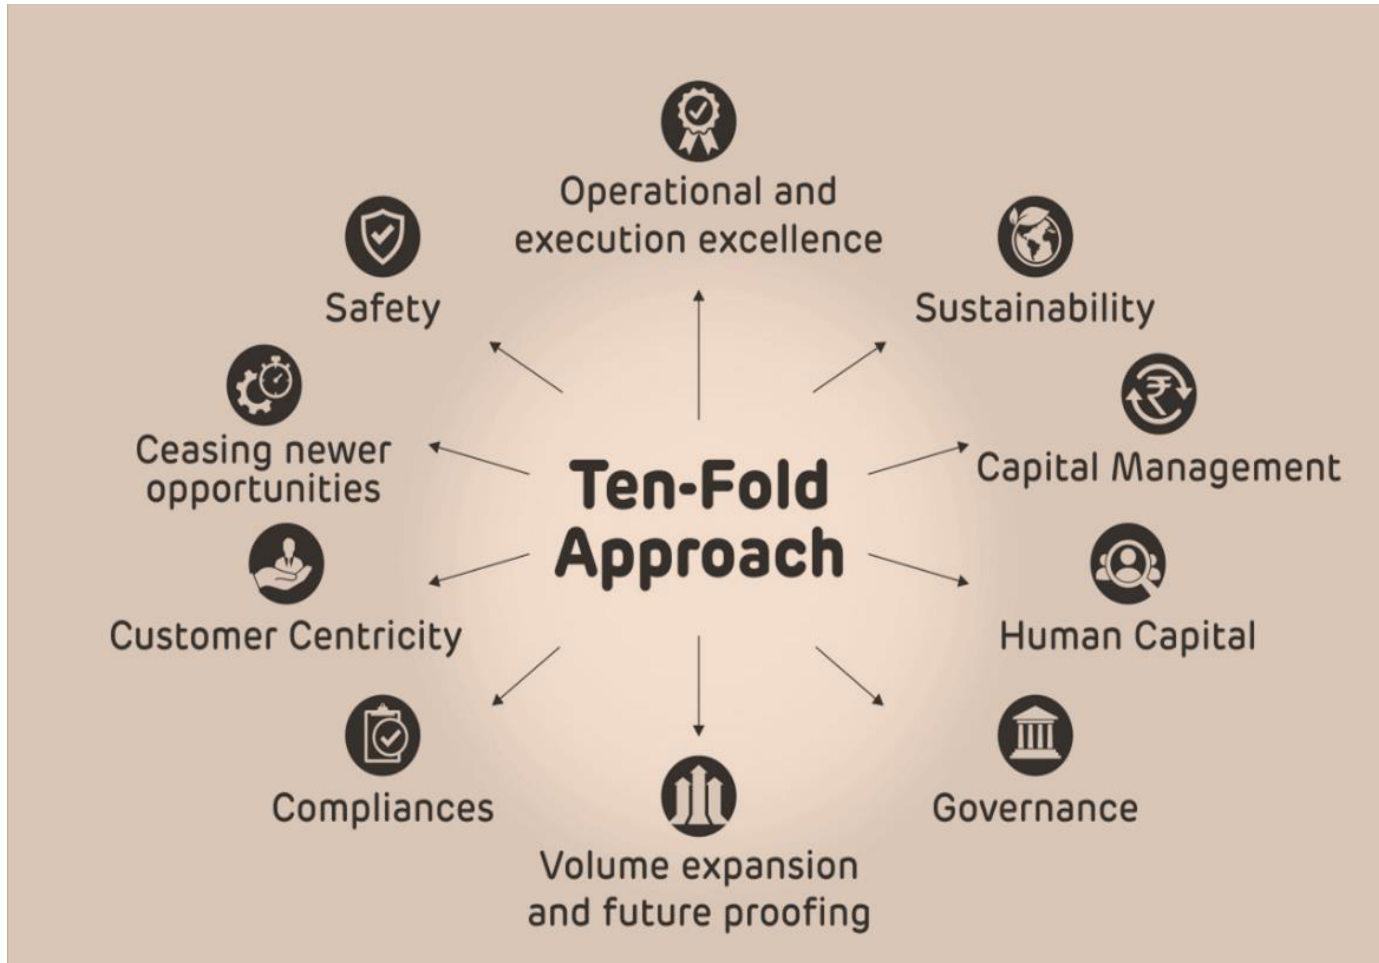 Operational and
execution excellence
Safety
Sustainability
Ceasing newer
opportunities
Capital Management
Ten-Fold
Approach
Customer Centricity
Human Capital
Compliances
Governance
Volume expansion
and future proofing